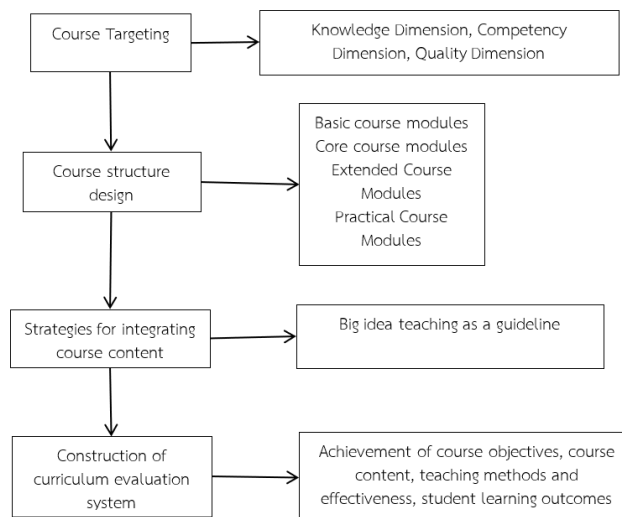 Course Targeting
Knowledge Dimension, Competency
Dimension, Quality Dimension
Course structure
design
Basic course modules
Core course modules
Extended Course
Modules
Practical Course
Modules
Strategies for integrating
course content
Big idea teaching as a guideline
Construction of
curriculum evaluation
system
Achievement of course objectives, course
content, teaching methods and
effectiveness, student learning outcomes